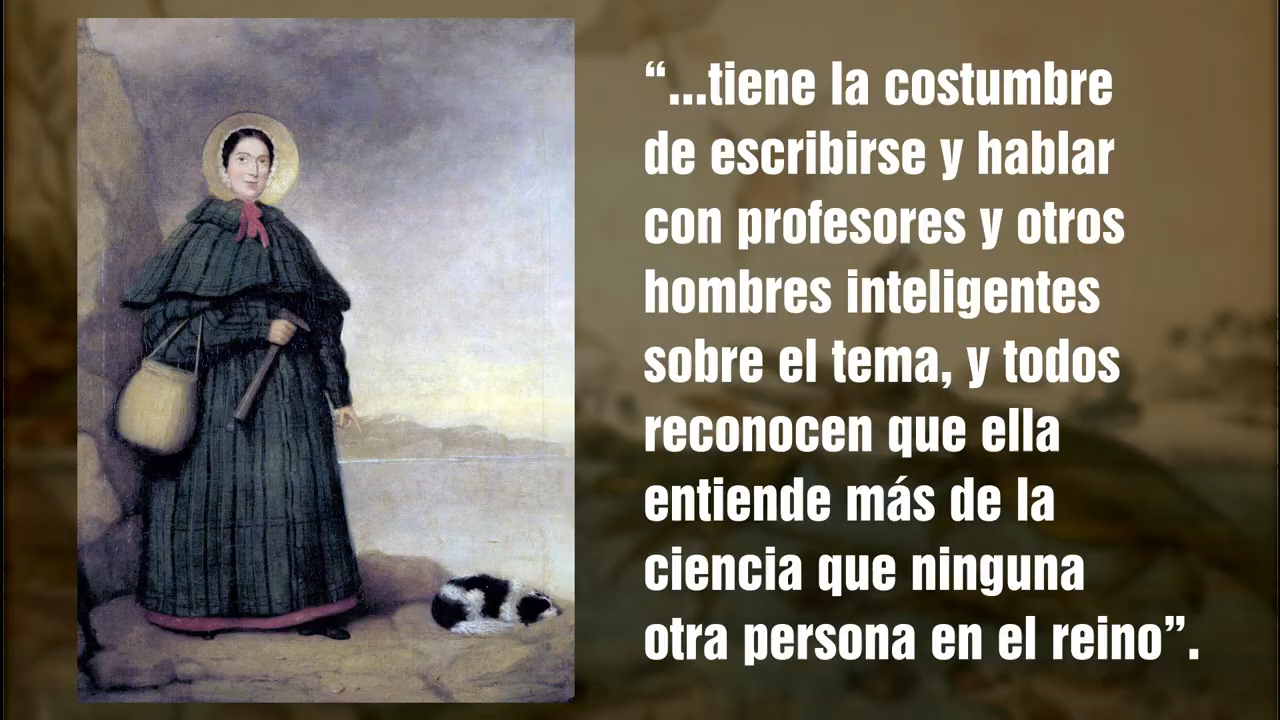 “...tiene la costumbre
de escribirse y hablar
con profesores y otros
hombres inteligentes
sobre el tema, y todos
reconocen que ella
entiende más de la
ciencia que ninguna
otra persona en el reino”.